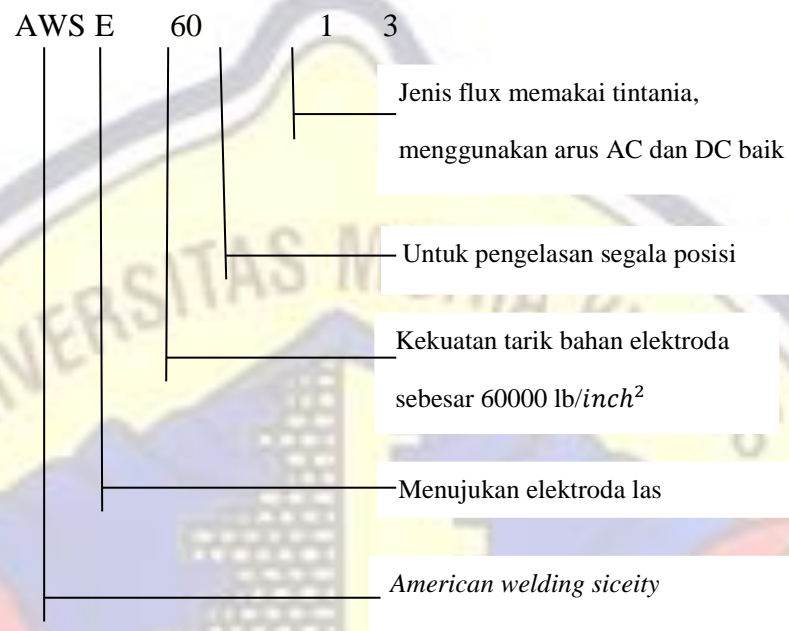 AWS E 60 1 3
Jenis flux memakai tintania,
menggunakan arus AC dan DC baik
Untuk pengelasan segala posisi
Kekuatan tarik bahan elektroda
sebesar 60000 lb/inch²
Menujukan elektroda las
American welding siceity